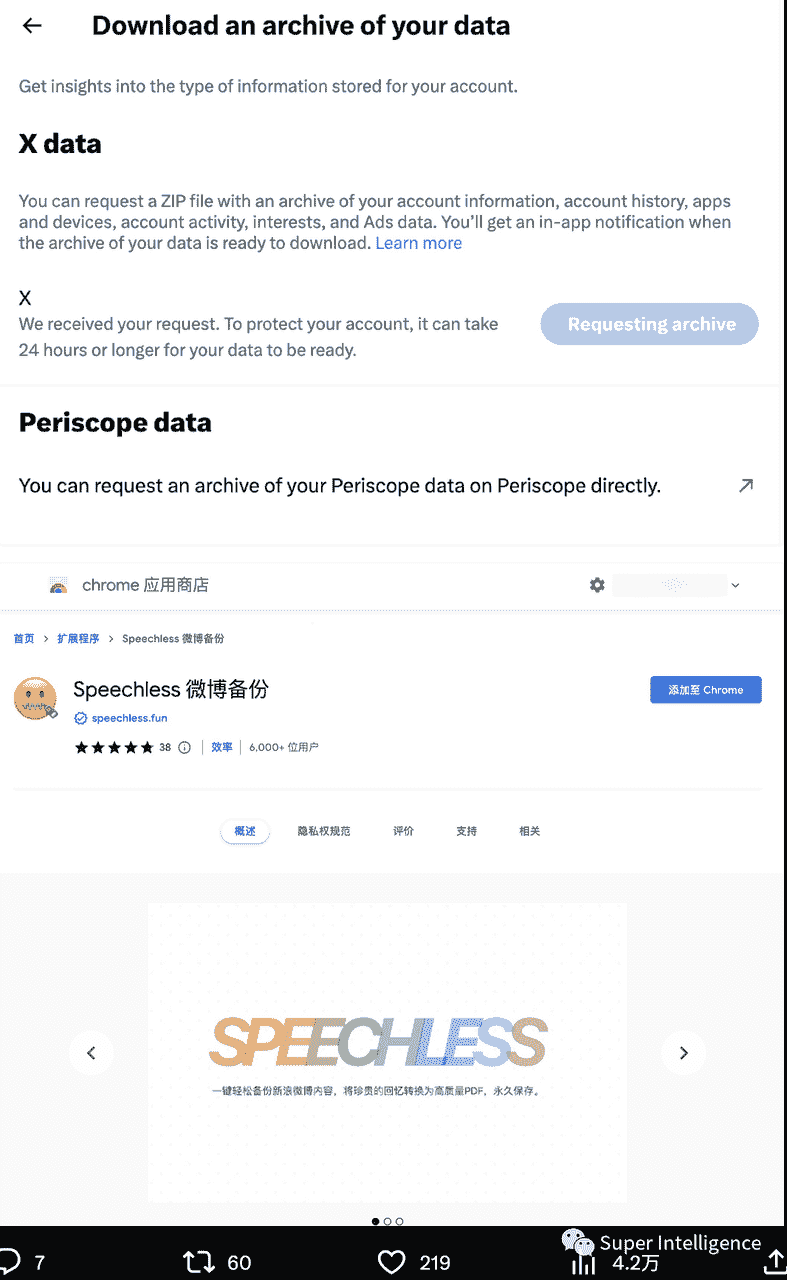 Download an archive of your data
Get insights into the type of information stored for your account.
X data
You can request a ZIP file with an archive of your account information, account history, apps
and devices, account activity, interests, and Ads data. You’ll get an in-app notification when
the archive of your data is ready to download. Learn more
X
We received your request. To protect your account, it can take
24 hours or longer for your data to be ready.
Requesting archive
Periscope data
You can request an archive of your Periscope data on Periscope directly.
chrome 应用商店
首页 > 扩展程序 > Speechless 微博备份
Speechless 微博备份
添加至 Chrome
speechless.fun
38 效率 6,000+ 位用户
概述 隐私权规范 评价 支持 相关
SPEECHLESS
一键轻松备份新浪微博内容，将珍贵的回忆转换为高质量PDF，永久保存。
Super Intelligence
7 60 219 4.2万